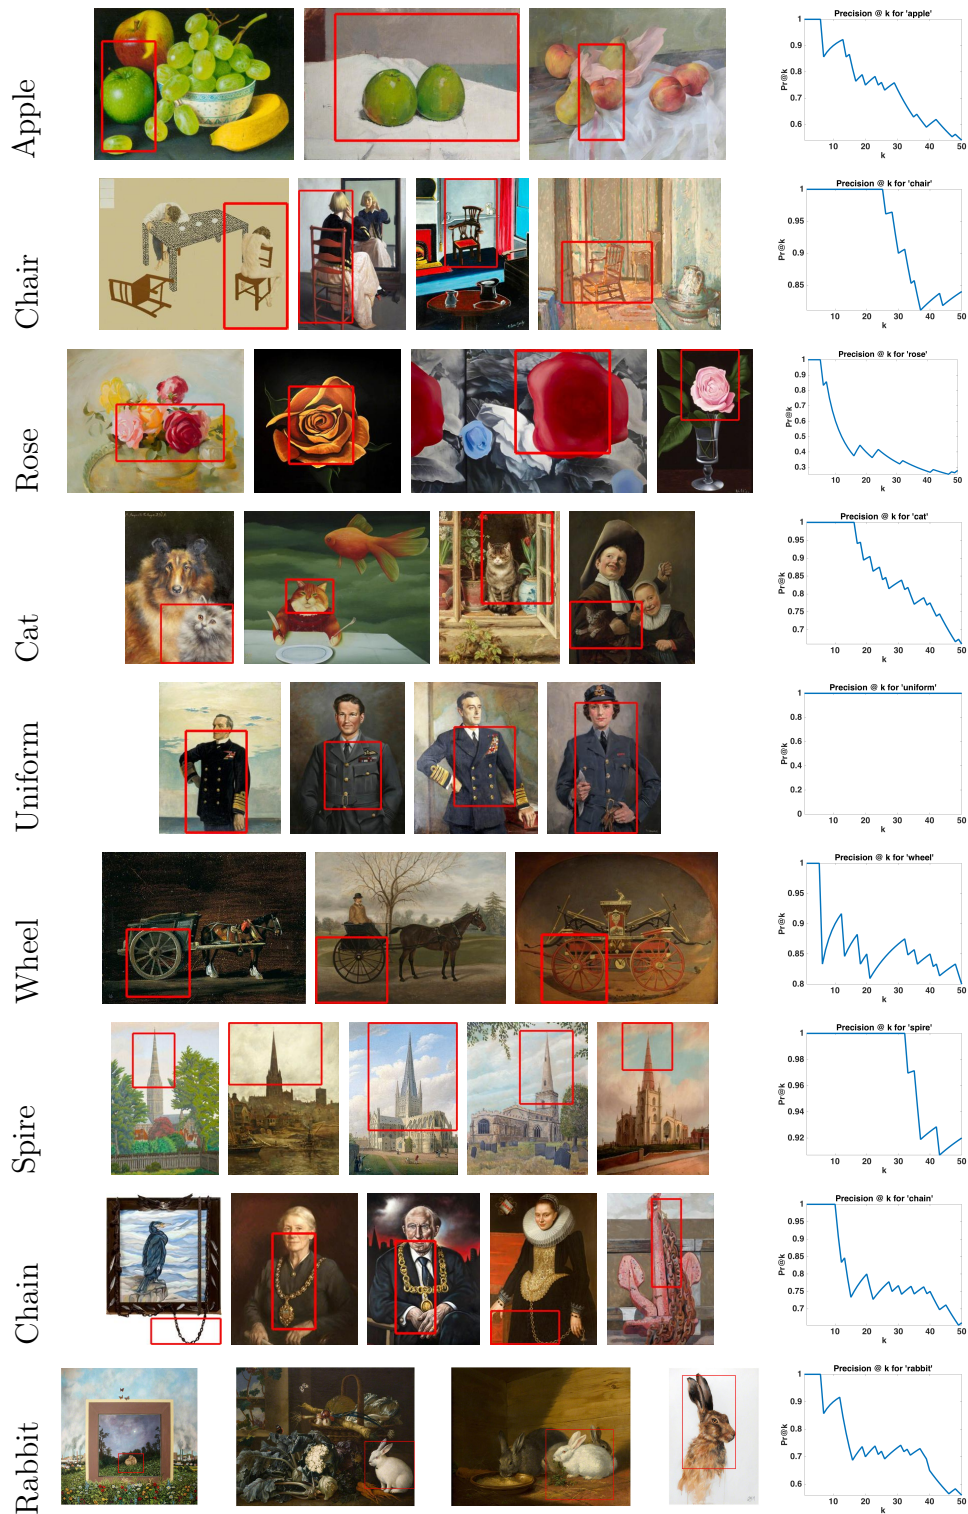 Apple
Precision @ k for 'apple'
Pr@k
1
0.9
0.8
0.7
0.6
10 20 30 40 50
k
Chair
Precision @ k for 'chair'
Pr@k
1
0.95
0.9
0.85
10 20 30 40 50
k
Rose
Precision @ k for 'rose'
Pr@k
1
0.9
0.8
0.7
0.6
0.5
0.4
0.3
10 20 30 40 50
k
Cat
Precision @ k for 'cat'
Pr@k
1
0.95
0.9
0.85
0.8
0.75
0.7
10 20 30 40 50
k
Uniform
Precision @ k for 'uniform'
Pr@k
1
0.8
0.6
0.4
0.2
0
10 20 30 40 50
k
Wheel
Precision @ k for 'wheel'
Pr@k
1
0.95
0.9
0.85
0.8
10 20 30 40 50
k
Spire
Precision @ k for 'spire'
Pr@k
1
0.98
0.96
0.94
0.92
10 20 30 40 50
k
Chain
Precision @ k for 'chain'
Pr@k
1
0.95
0.9
0.85
0.8
0.75
0.7
10 20 30 40 50
k
Rabbit
Precision @ k for 'rabbit'
Pr@k
1
0.9
0.8
0.7
0.6
10 20 30 40 50
k